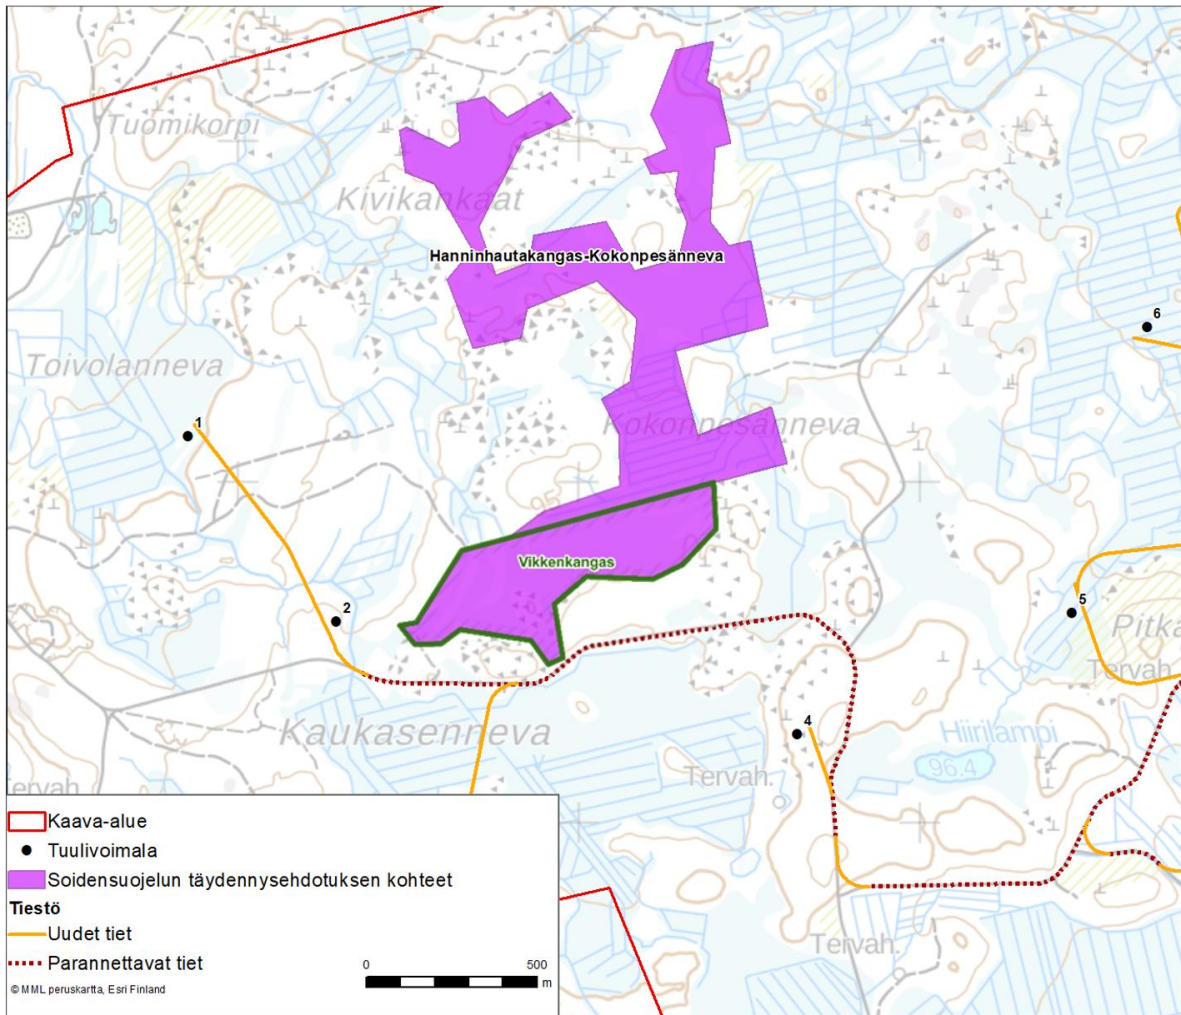 Tuomikorpi
Kivikankaat
Hanninhautakangas-Kokonpesänneva
6
Toivolanneva
Kokonpesänneva
1
Vikkenkangas
5
2
Pitkä
Tervah.
Kaukasenneva
4
Hiirilampi
Tervah.
96.4
ervah.
Kaava-alue
Tuulivoimala
Soidensuojelun täydennysehdotuksen kohteet
Tiestö
Uudet tiet
Parannettavat tiet
Tervah.
0 500
m
© MML peruskartta, Esri Finland